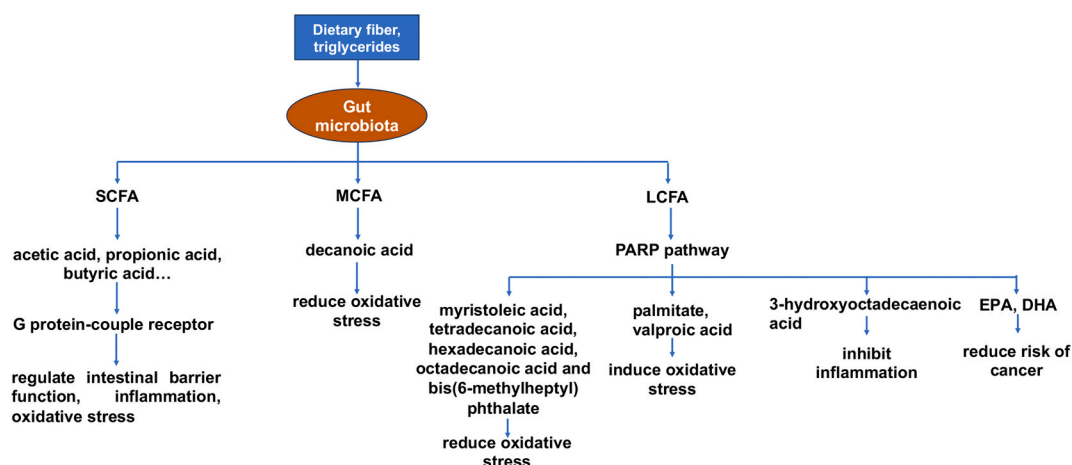 Dietary fiber,
triglycerides
Gut
microbiota
SCFA
MCFA
LCFA
acetic acid, propionic acid,
butyric acid…
decanoic acid
PARP pathway
G protein-couple receptor
reduce oxidative
stress
myristoleic acid,
tetradecanoic acid,
hexadecanoic acid,
octadecanoic acid and
bis(6-methylheptyl)
phthalate
palmitate,
valproic acid
3-hydroxyoctadecaenoic
acid
EPA, DHA
regulate intestinal barrier
function, inflammation,
oxidative stress
induce oxidative
stress
inhibit
inflammation
reduce risk of
cancer
reduce oxidative
stress